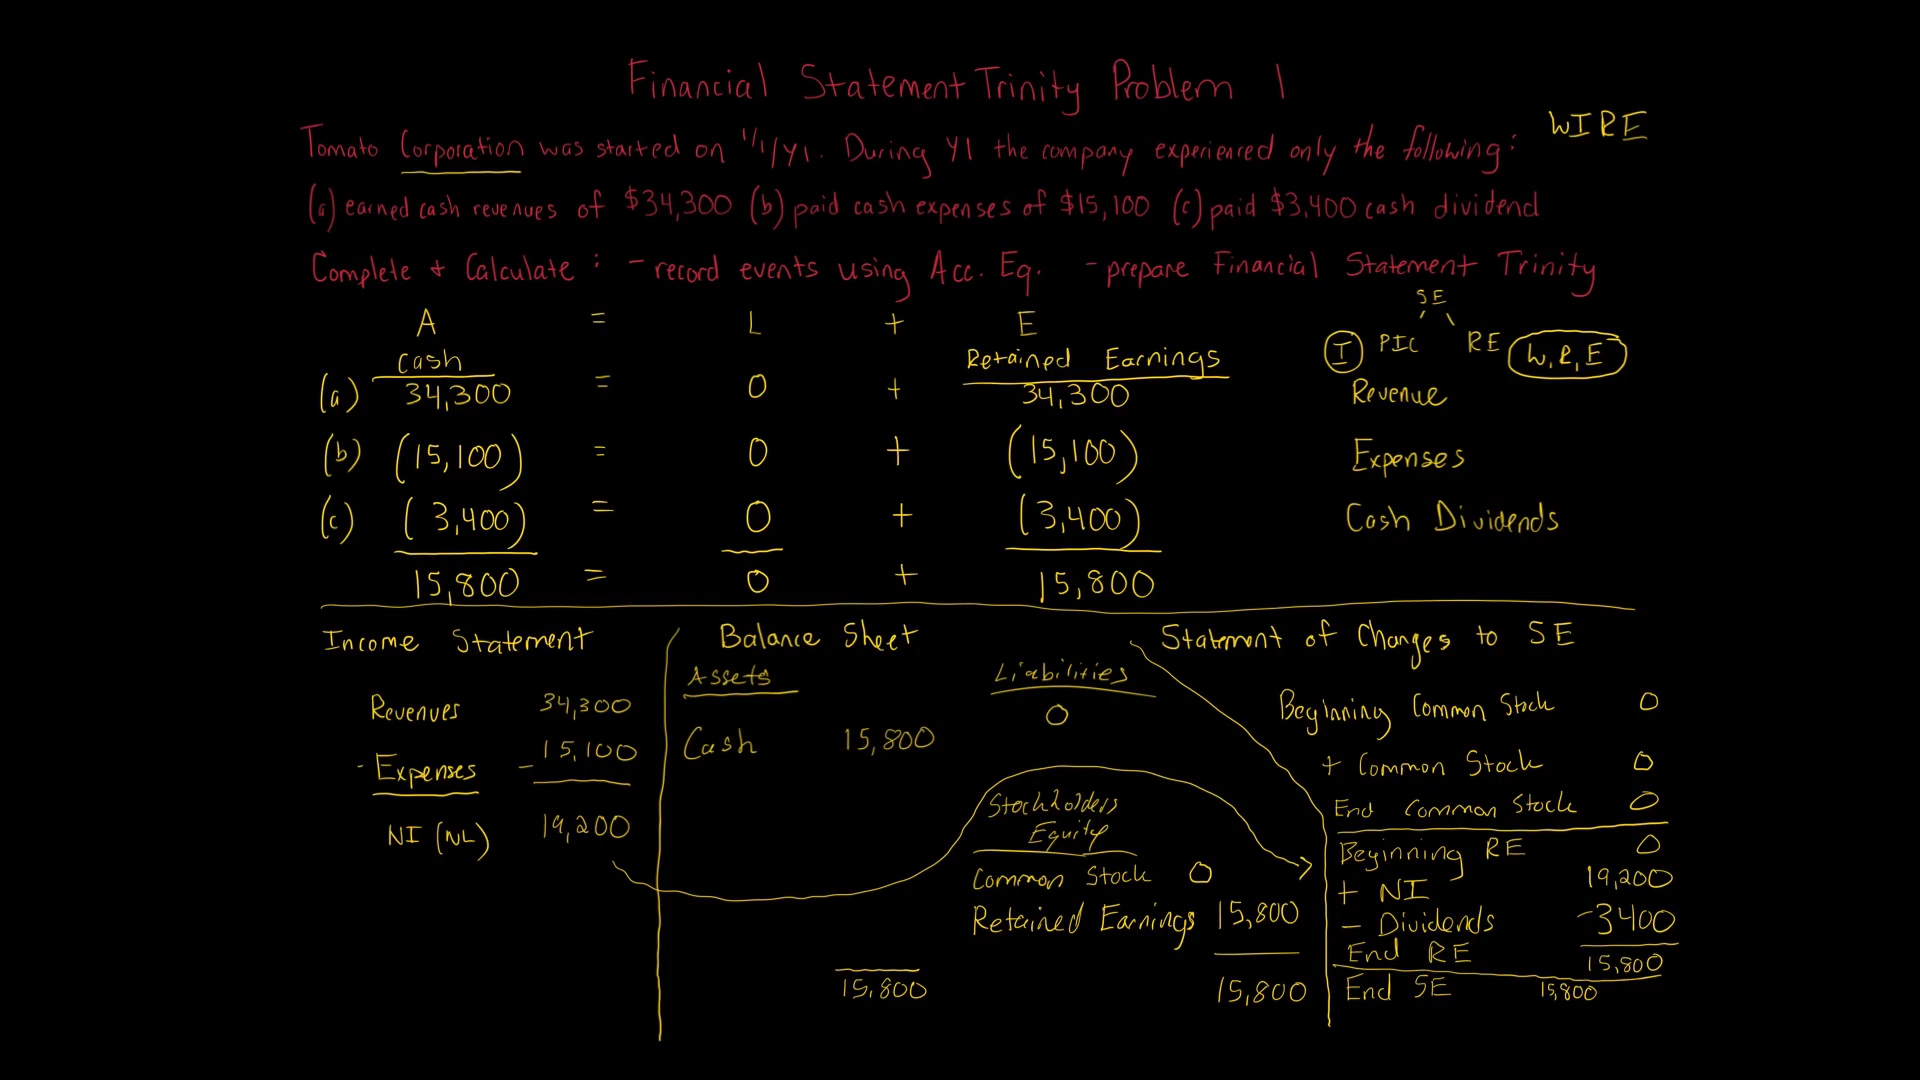 Financial Statement Trinity Problem 1
WIRE
Tomato Corporation was started on 1/1/Y1. During Y1 the company experienced only the following:
(a) earned cash revenues of $34,300 (b) paid cash expenses of $15,100 (c) paid $3,400 cash dividend
Complete + Calculate: - record events using Acc. Eq. - prepare Financial Statement Trinity
A = L + E
SE
I PIC RE W,R,E
Cash Retained Earnings
(a) 34,300 = 0 + 34,300 Revenue
(b) (15,100) = 0 + (15,100) Expenses
(c) (3,400) = 0 + (3,400) Cash Dividends
15,800 = 0 + 15,800
Income Statement
Revenues 34,300
- Expenses - 15,100
NI (NL) 19,200
Balance Sheet
Assets
Cash 15,800
15,800
Liabilities
0
Stockholders
Equity
Common Stock 0
Retained Earnings 15,800
15,800
Statement of Changes to SE
Beginning Common Stock 0
+ Common Stock 0
End Common Stock 0
Beginning RE 0
+ NI 19,200
- Dividends -3400
End RE 15,800
End SE 15,800